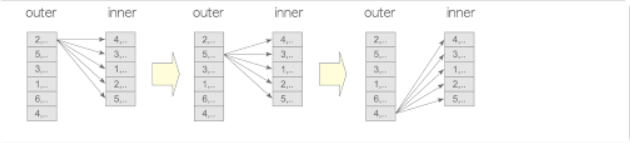 outer inner outer inner outer inner
2,.. 4,.. 2,.. 4,.. 2,.. 4,..
5,.. 3,.. 5,.. 3,.. 5,.. 3,..
3,.. 1,.. 3,.. 1,.. 3,.. 1,..
1,.. 2,.. 1,.. 2,.. 1,.. 2,..
6,.. 5,.. 6,.. 5,.. 6,.. 5,..
4,.. 4,.. 4,..